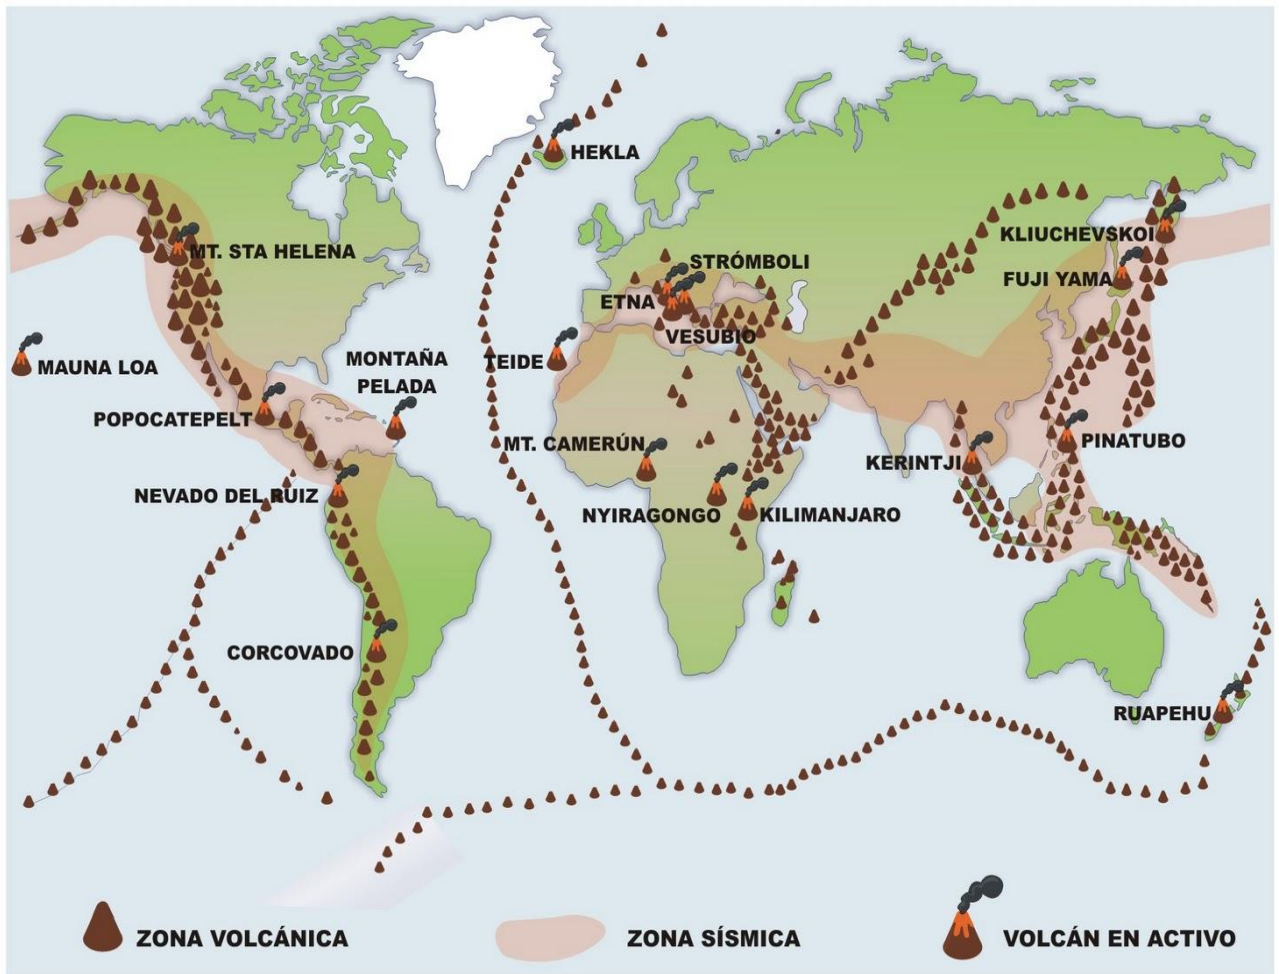 HEKLA
MT. STA HELENA
KLIUCHEVSKOI
STRÓMBOLI
FUJI YAMA
ETNA
VESUBIO
MAUNA LOA
MONTAÑA
PELADA
TEIDE
POPOCATEPELT
MT. CAMERÚN
PINATUBO
KERINTJI
NEVADO DEL RUIZ
NYIRAGONGO
KILIMANJARO
CORCOVADO
RUAPEHU
ZONA VOLCÁNICA
ZONA SÍSMICA
VOLCÁN EN ACTIVO